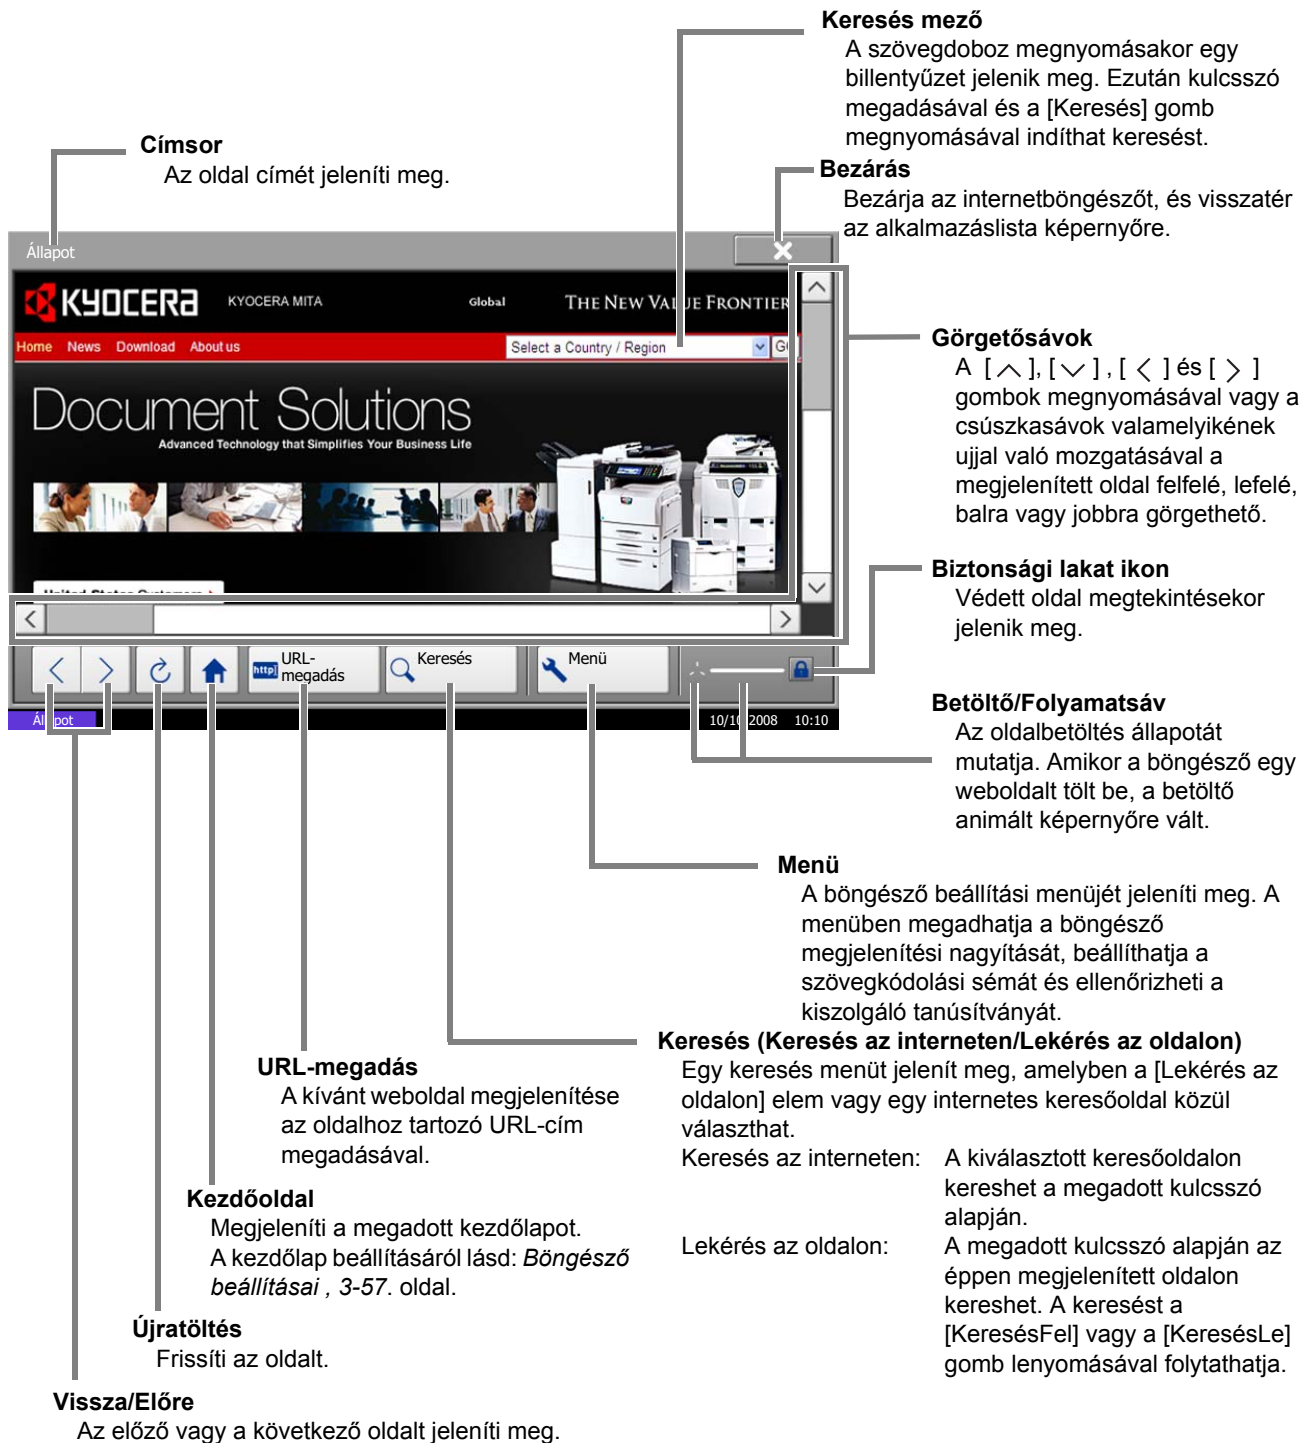 Keresés mező
A szövegdoboz megnyomásakor egy
billentyűzet jelenik meg. Ezután kulcsszó
megadásával és a [Keresés] gomb
megnyomásával indíthat keresést.
Címsor
Az oldal címét jeleníti meg.
Bezárás
Bezárja az internetböngészőt, és visszatér
az alkalmazáslista képernyőre.
Állapot
KYOCERA
KYOCERA MITA
Global
THE NEW VALUE FRONTIER
Home News Download About us
Select a Country / Region
Document Solutions
Advanced Technology that Simplifies Your Business Life
United States Customers
Görgetősávok
A [ ︿ ], [ ﹀ ] , [ 〈 ] és [ 〉 ]
gombok megnyomásával vagy a
csúszkasávok valamelyikének
ujjal való mozgatásával a
megjelenített oldal felfelé, lefelé,
balra vagy jobbra görgethető.
Biztonsági lakat ikon
Védett oldal megtekintésekor
jelenik meg.
http
URL-
megadás
Keresés
Menü
Állapot
10/10/2008 10:10
Betöltő/Folyamatsáv
Az oldalbetöltés állapotát
mutatja. Amikor a böngésző egy
weboldalt tölt be, a betöltő
animált képernyőre vált.
Menü
A böngésző beállítási menüjét jeleníti meg. A
menüben megadhatja a böngésző
megjelenítési nagyítását, beállíthatja a
szövegkódolási sémát és ellenőrizheti a
kiszolgáló tanúsítványát.
Keresés (Keresés az interneten/Lekérés az oldalon)
Egy keresés menüt jelenít meg, amelyben a [Lekérés az
oldalon] elem vagy egy internetes keresőoldal közül
választhat.
Keresés az interneten: A kiválasztott keresőoldalon
kereshet a megadott kulcsszó
alapján.
Lekérés az oldalon: A megadott kulcsszó alapján az
éppen megjelenített oldalon
kereshet. A keresést a
[KeresésFel] vagy a [KeresésLe]
gomb lenyomásával folytathatja.
URL-megadás
A kívánt weboldal megjelenítése
az oldalhoz tartozó URL-cím
megadásával.
Kezdőoldal
Megjeleníti a megadott kezdőlapot.
A kezdőlap beállításáról lásd: Böngésző
beállításai , 3-57. oldal.
Újratöltés
Frissíti az oldalt.
Vissza/Előre
Az előző vagy a következő oldalt jeleníti meg.